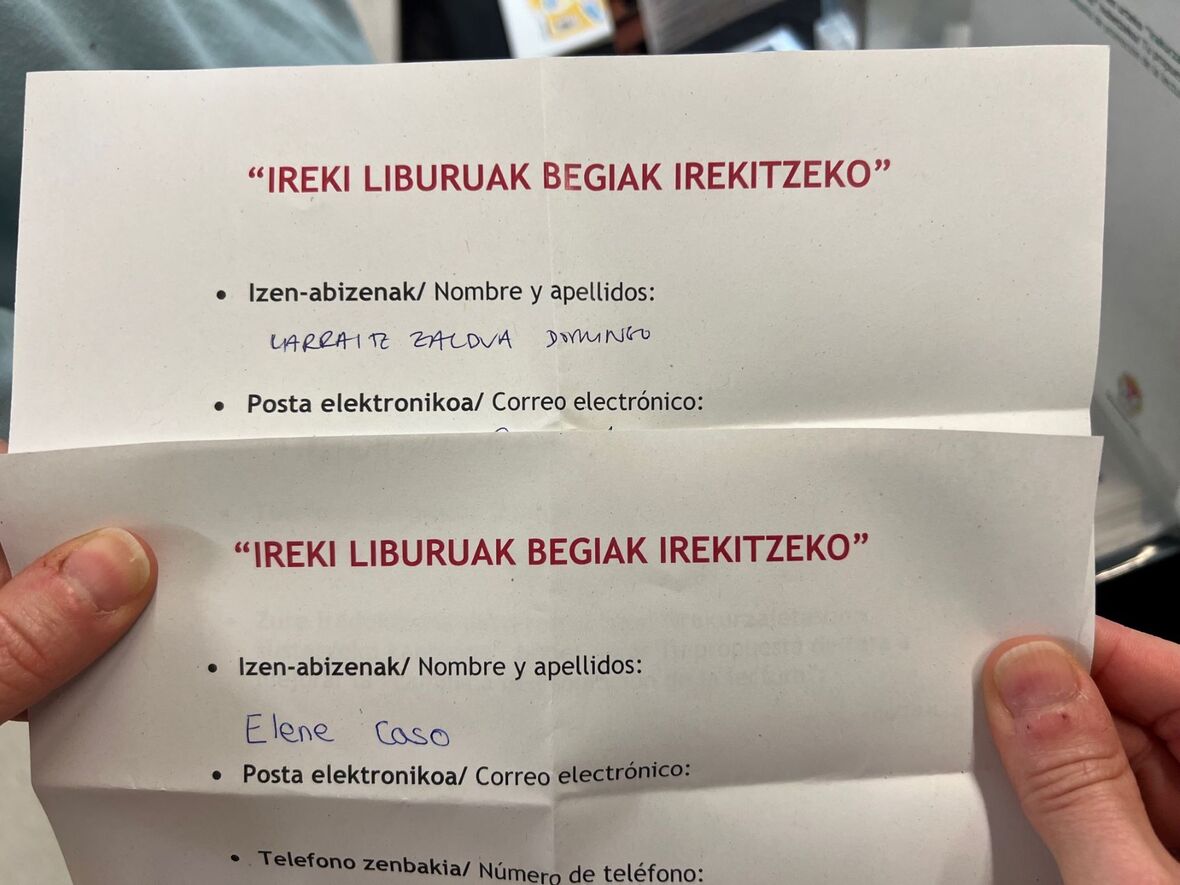 “IREKI LIBURUAK BEGIAK IREKITZEKO”
• Izen-abizenak/ Nombre y apellidos:
LARRAITZ ZALDUA DOMINGO
• Posta elektronikoa/ Correo electrónico:
“IREKI LIBURUAK BEGIAK IREKITZEKO”
• Izen-abizenak/ Nombre y apellidos:
Elene Caso
• Posta elektronikoa/ Correo electrónico:
• Telefono zenbakia/ Número de teléfono: